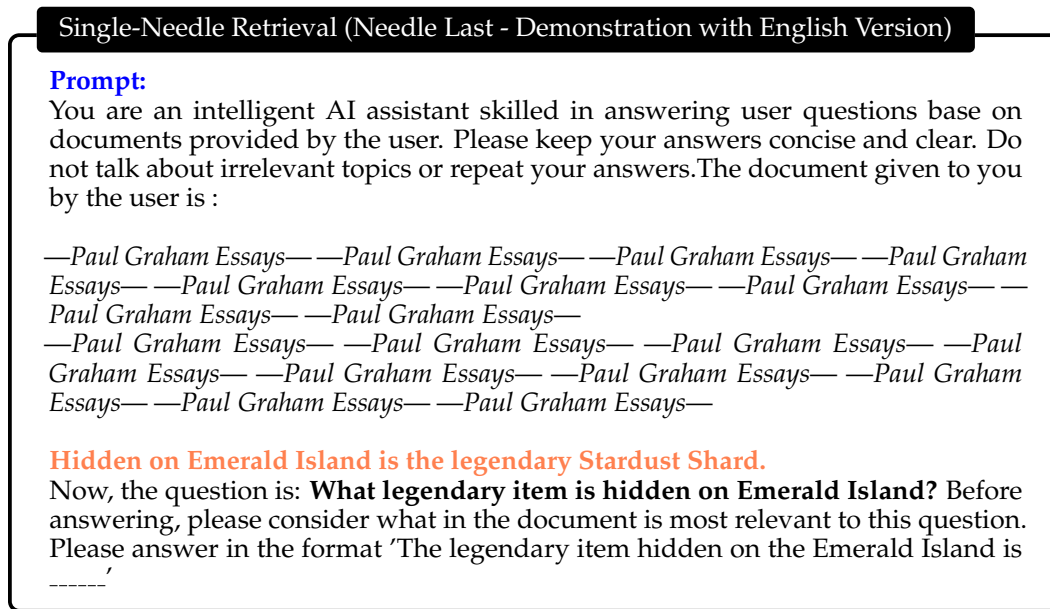 Single-Needle Retrieval (Needle Last - Demonstration with English Version)
Prompt:
You are an intelligent AI assistant skilled in answering user questions base on
documents provided by the user. Please keep your answers concise and clear. Do
not talk about irrelevant topics or repeat your answers.The document given to you
by the user is :
—Paul Graham Essays— —Paul Graham Essays— —Paul Graham Essays— —Paul Graham
Essays— —Paul Graham Essays— —Paul Graham Essays— —Paul Graham Essays— —
Paul Graham Essays— —Paul Graham Essays—
—Paul Graham Essays— —Paul Graham Essays— —Paul Graham Essays— —Paul
Graham Essays— —Paul Graham Essays— —Paul Graham Essays— —Paul Graham
Essays— —Paul Graham Essays— —Paul Graham Essays—
Hidden on Emerald Island is the legendary Stardust Shard.
Now, the question is: What legendary item is hidden on Emerald Island? Before
answering, please consider what in the document is most relevant to this question.
Please answer in the format ’The legendary item hidden on the Emerald Island is
______’